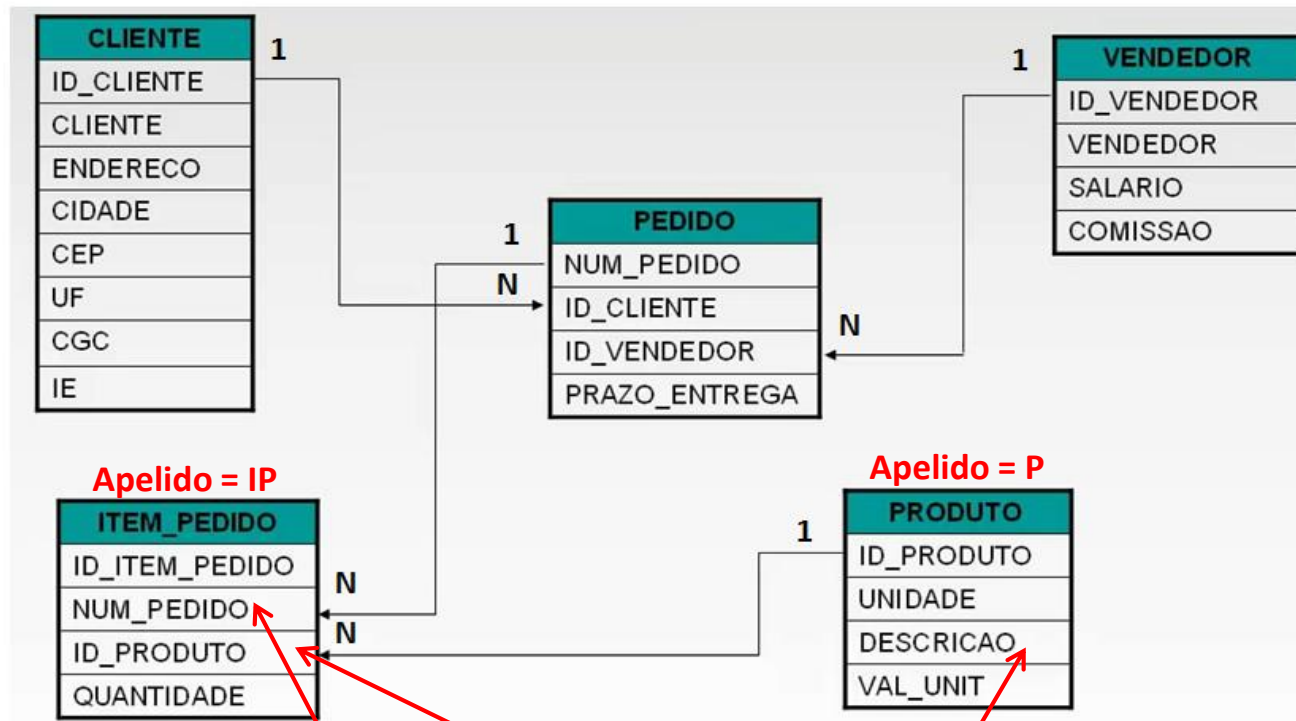 CLIENTE
ID_CLIENTE
CLIENTE
ENDERECO
CIDADE
CEP
UF
CGC
IE
1
1
VENDEDOR
ID_VENDEDOR
VENDEDOR
SALARIO
COMISSAO
1
N
PEDIDO
NUM_PEDIDO
ID_CLIENTE
ID_VENDEDOR
PRAZO_ENTREGA
N
Apelido = IP
ITEM_PEDIDO
ID_ITEM_PEDIDO
NUM_PEDIDO
ID_PRODUTO
QUANTIDADE
N
N
Apelido = P
1
PRODUTO
ID_PRODUTO
UNIDADE
DESCRICAO
VAL_UNIT